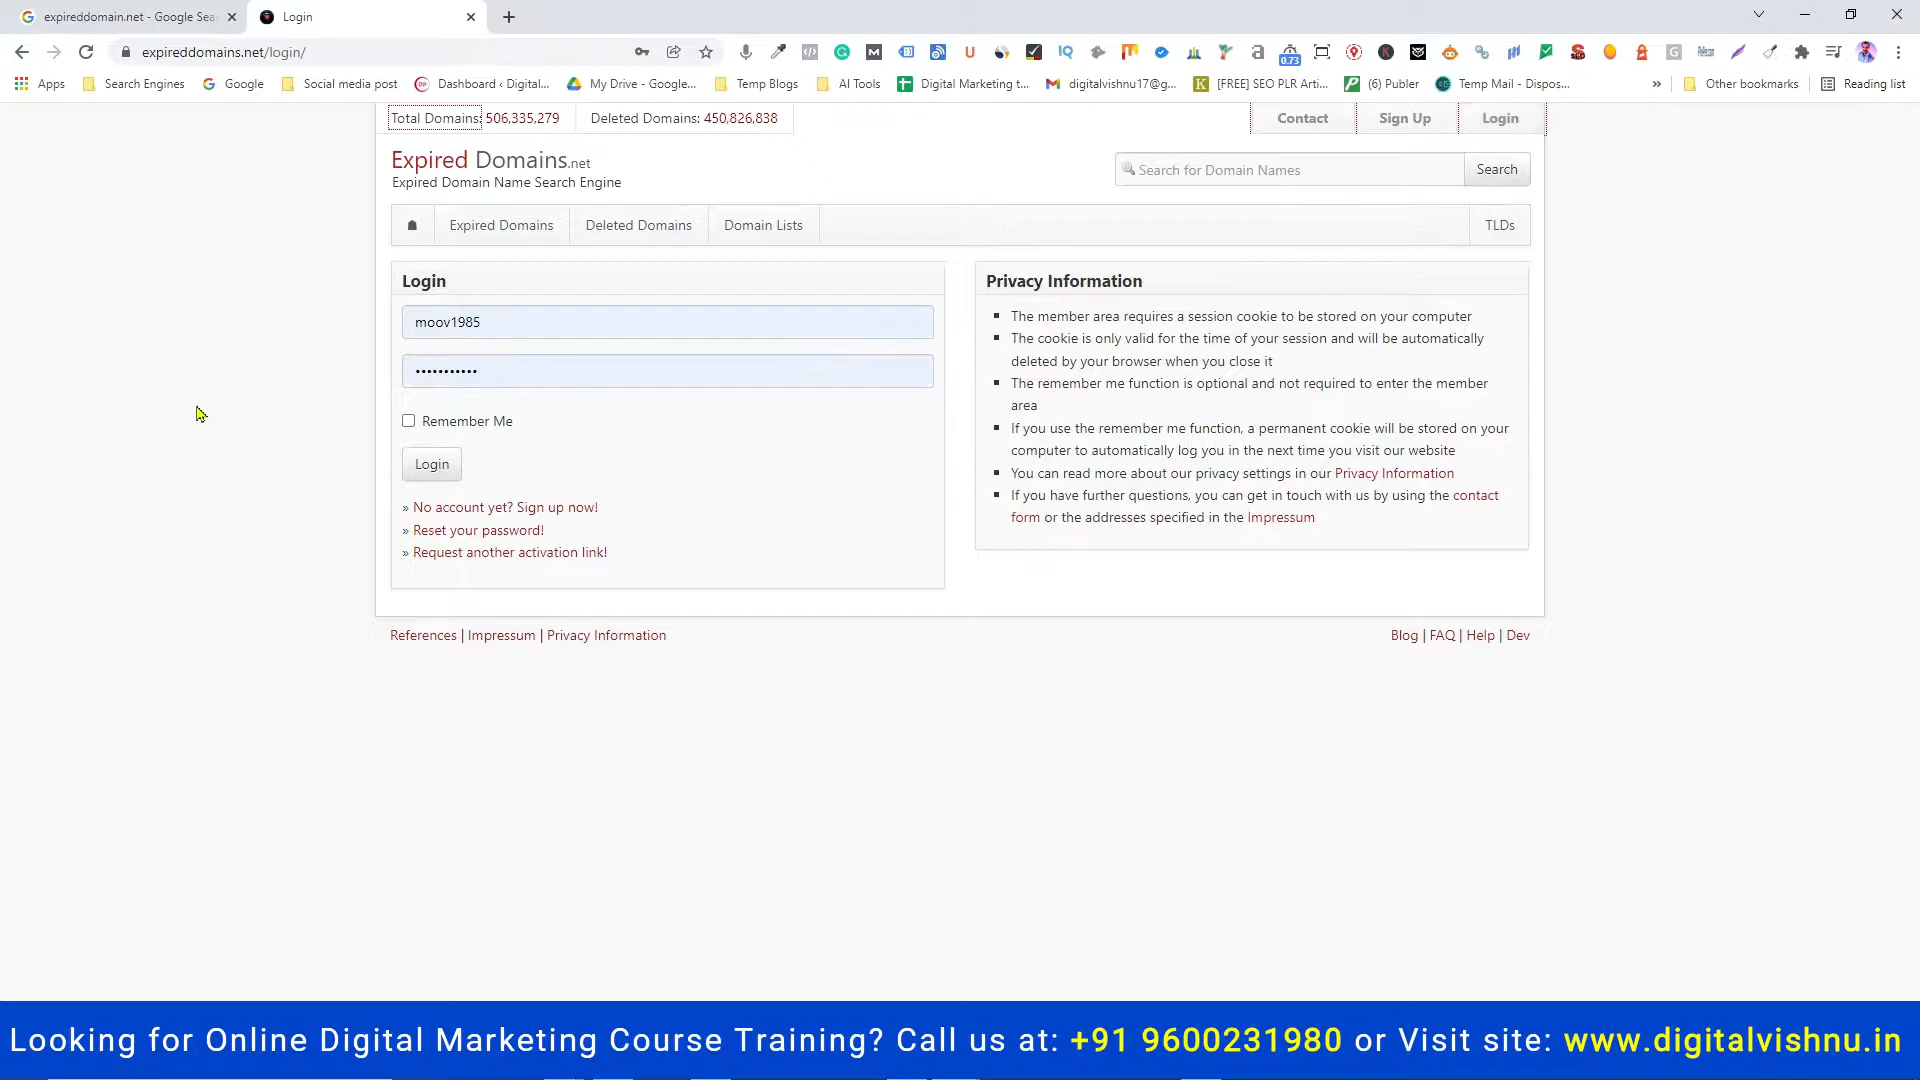 expireddomain.net - Google Sea
Login
expireddomains.net/login/
0.73
Apps
Search Engines
Google
Social media post
Dashboard ‹ Digital...
My Drive - Google...
Temp Blogs
AI Tools
Digital Marketing t...
digitalvishnu17@g...
[FREE] SEO PLR Arti...
(6) Publer
Temp Mail - Dispos...
»
Other bookmarks
Reading list
Total Domains: 506,335,279
Deleted Domains: 450,826,838
Contact
Sign Up
Login
Expired Domains.net
Expired Domain Name Search Engine
Search for Domain Names
Search
Expired Domains
Deleted Domains
Domain Lists
TLDs
Login
moov1985
•••••••••••
Remember Me
Login
» No account yet? Sign up now!
» Reset your password!
» Request another activation link!
Privacy Information
The member area requires a session cookie to be stored on your computer
The cookie is only valid for the time of your session and will be automatically
deleted by your browser when you close it
The remember me function is optional and not required to enter the member
area
If you use the remember me function, a permanent cookie will be stored on your
computer to automatically log you in the next time you visit our website
You can read more about our privacy settings in our Privacy Information
If you have further questions, you can get in touch with us by using the contact
form or the addresses specified in the Impressum
References | Impressum | Privacy Information
Blog | FAQ | Help | Dev
Looking for Online Digital Marketing Course Training? Call us at: +91 9600231980 or Visit site: www.digitalvishnu.in